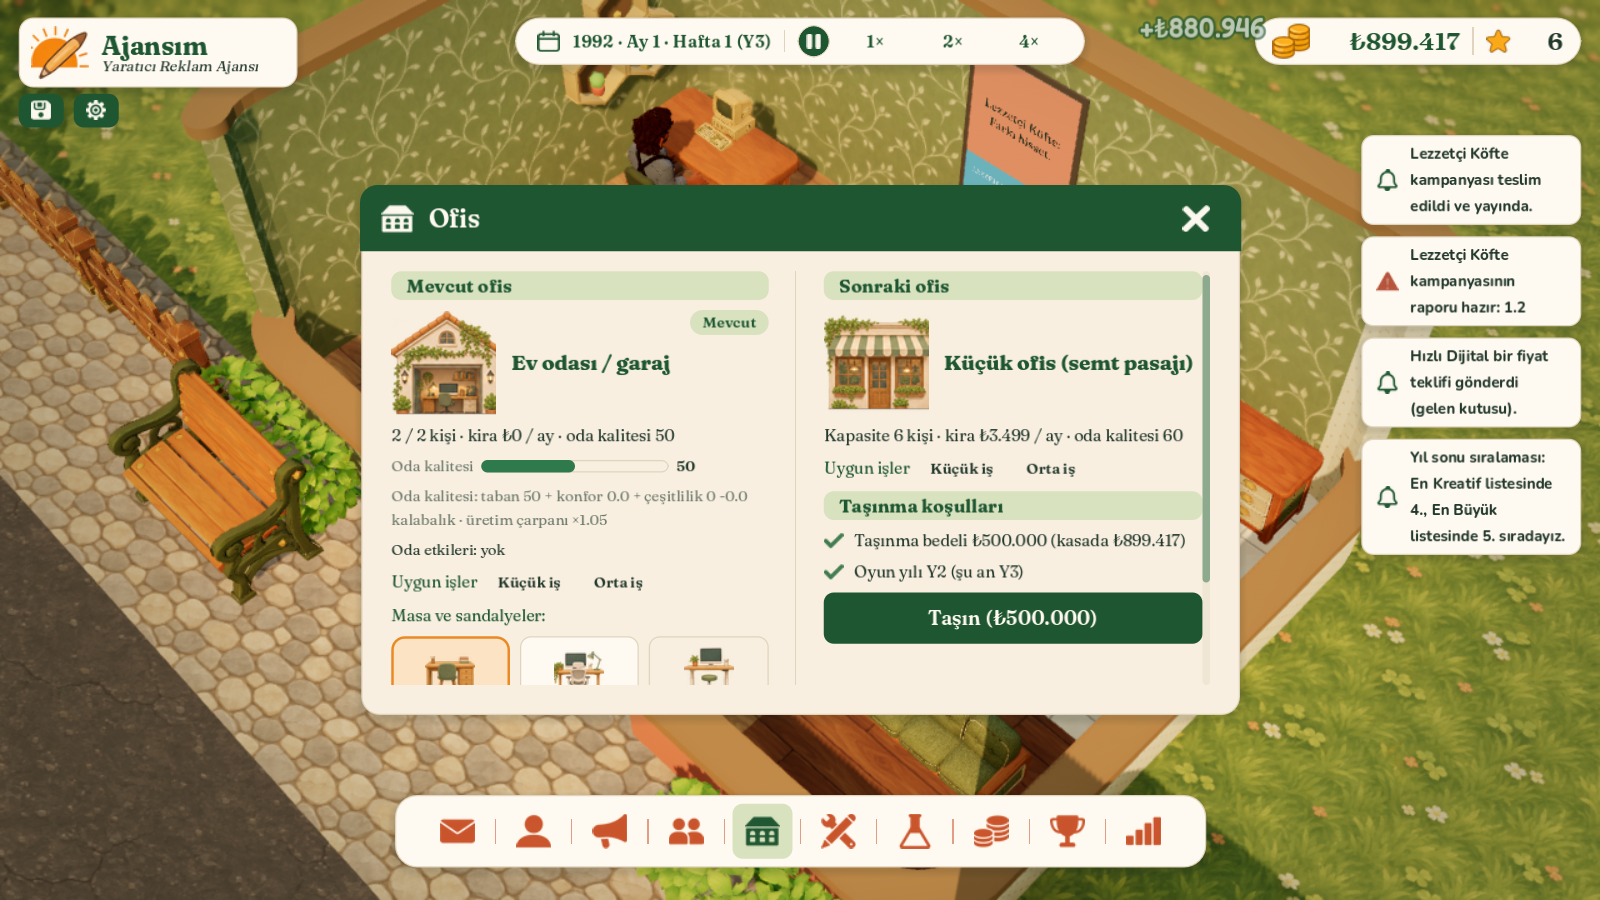 Ajansım
Yaratıcı Reklam Ajansı
1992 · Ay 1 · Hafta 1 (Y3)
1×
2×
4×
+₺880.946
₺899.417
6
Lezzetçi Köfte:
Farkı hisset.
Lezzetçi Köfte
kampanyası teslim
edildi ve yayında.
Lezzetçi Köfte
kampanyasının
raporu hazır: 1.2
Hızlı Dijital bir fiyat
teklifi gönderdi
(gelen kutusu).
Yıl sonu sıralaması:
En Kreatif listesinde
4., En Büyük
listesinde 5. sıradayız.
Ofis
Mevcut ofis
Mevcut
Ev odası / garaj
2 / 2 kişi · kira ₺0 / ay · oda kalitesi 50
Oda kalitesi
50
Oda kalitesi: taban 50 + konfor 0.0 + çeşitlilik 0 -0.0
kalabalık · üretim çarpanı ×1.05
Oda etkileri: yok
Uygun işler Küçük iş Orta iş
Masa ve sandalyeler:
Sonraki ofis
Küçük ofis (semt pasajı)
Kapasite 6 kişi · kira ₺3.499 / ay · oda kalitesi 60
Uygun işler Küçük iş Orta iş
Taşınma koşulları
Taşınma bedeli ₺500.000 (kasada ₺899.417)
Oyun yılı Y2 (şu an Y3)
Taşın (₺500.000)